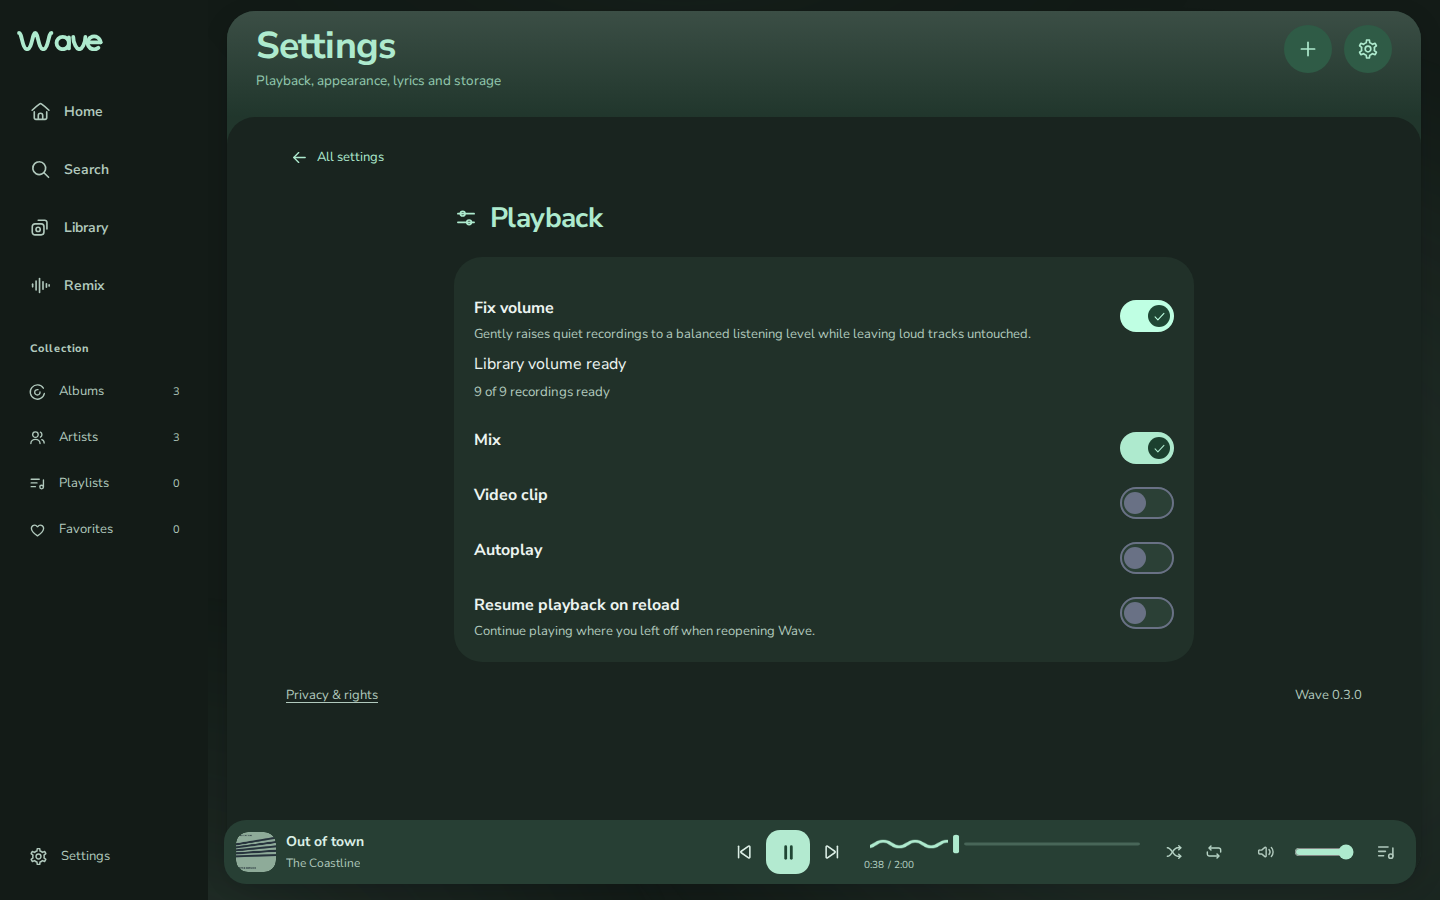 Wave
Home
Search
Library
Remix
Collection
Albums 3
Artists 3
Playlists 0
Favorites 0
Settings
Settings
Playback, appearance, lyrics and storage
All settings
Playback
Fix volume
Gently raises quiet recordings to a balanced listening level while leaving loud tracks untouched.
Library volume ready
9 of 9 recordings ready
Mix
Video clip
Autoplay
Resume playback on reload
Continue playing where you left off when reopening Wave.
Privacy & rights
Wave 0.3.0
Out of town
The Coastline
0:38 / 2:00